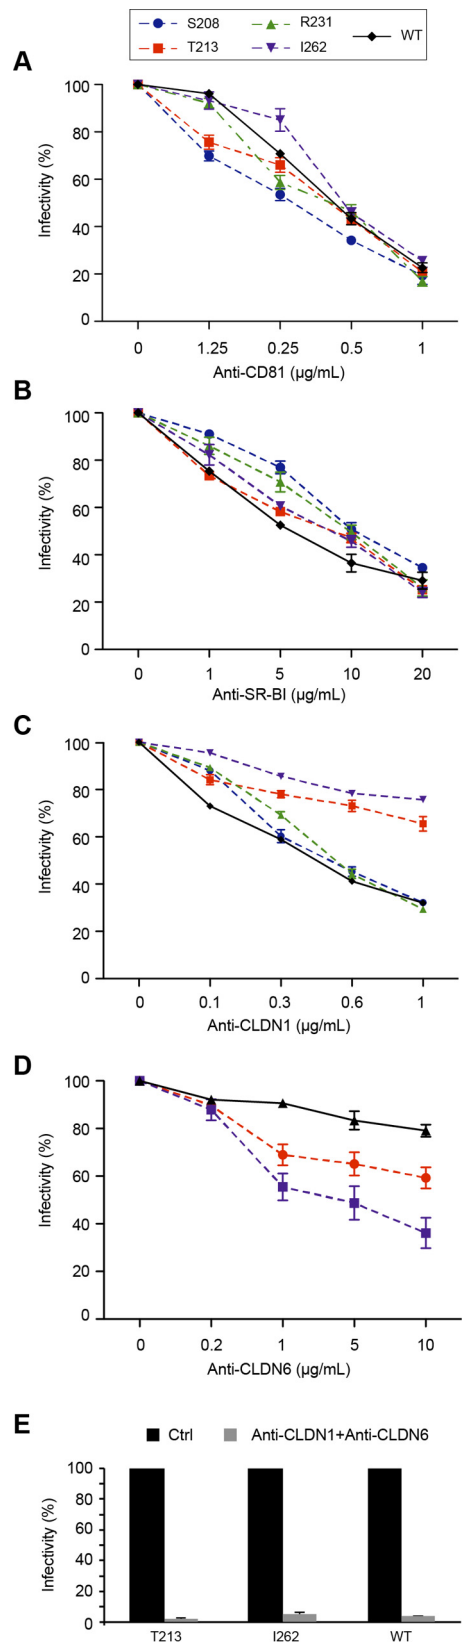 S208 R231 WT
T213 I262
A
Infectivity (%)
100
80
60
40
20
0
0 1.25 0.25 0.5 1
Anti-CD81 (µg/mL)
B
Infectivity (%)
100
80
60
40
20
0
0 1 5 10 20
Anti-SR-BI (µg/mL)
C
Infectivity (%)
100
80
60
40
20
0
0 0.1 0.3 0.6 1
Anti-CLDN1 (µg/mL)
D
Infectivity (%)
100
80
60
40
20
0
0 0.2 1 5 10
Anti-CLDN6 (µg/mL)
E
Ctrl Anti-CLDN1+Anti-CLDN6
Infectivity (%)
100
80
60
40
20
0
T213 I262 WT